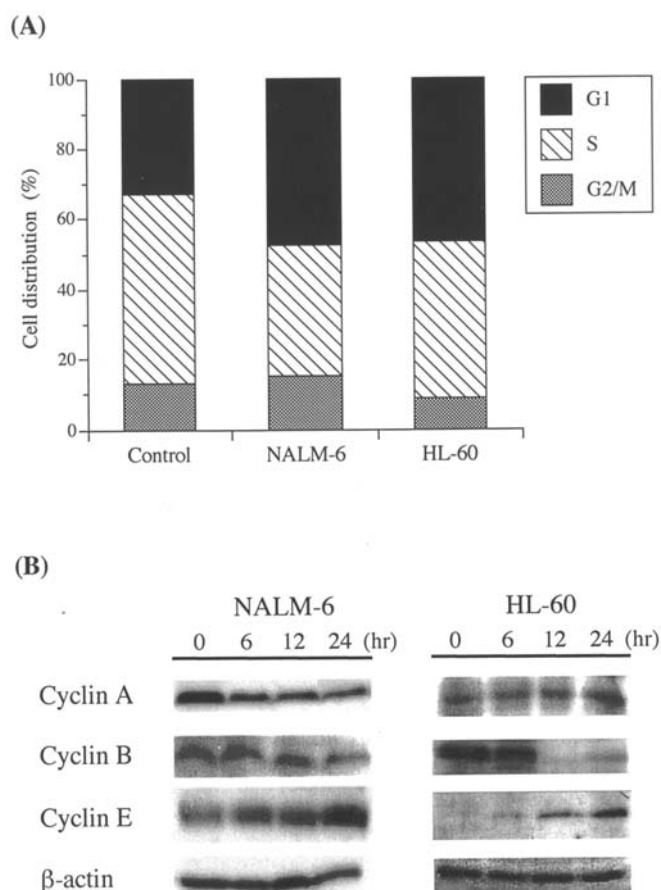 (A)
100
80
60
40
20
0
Cell distribution (%)
Control NALM-6 HL-60
G1
S
G2/M
(B)
NALM-6 HL-60
0 6 12 24 (hr) 0 6 12 24 (hr)
Cyclin A
Cyclin B
Cyclin E
β-actin